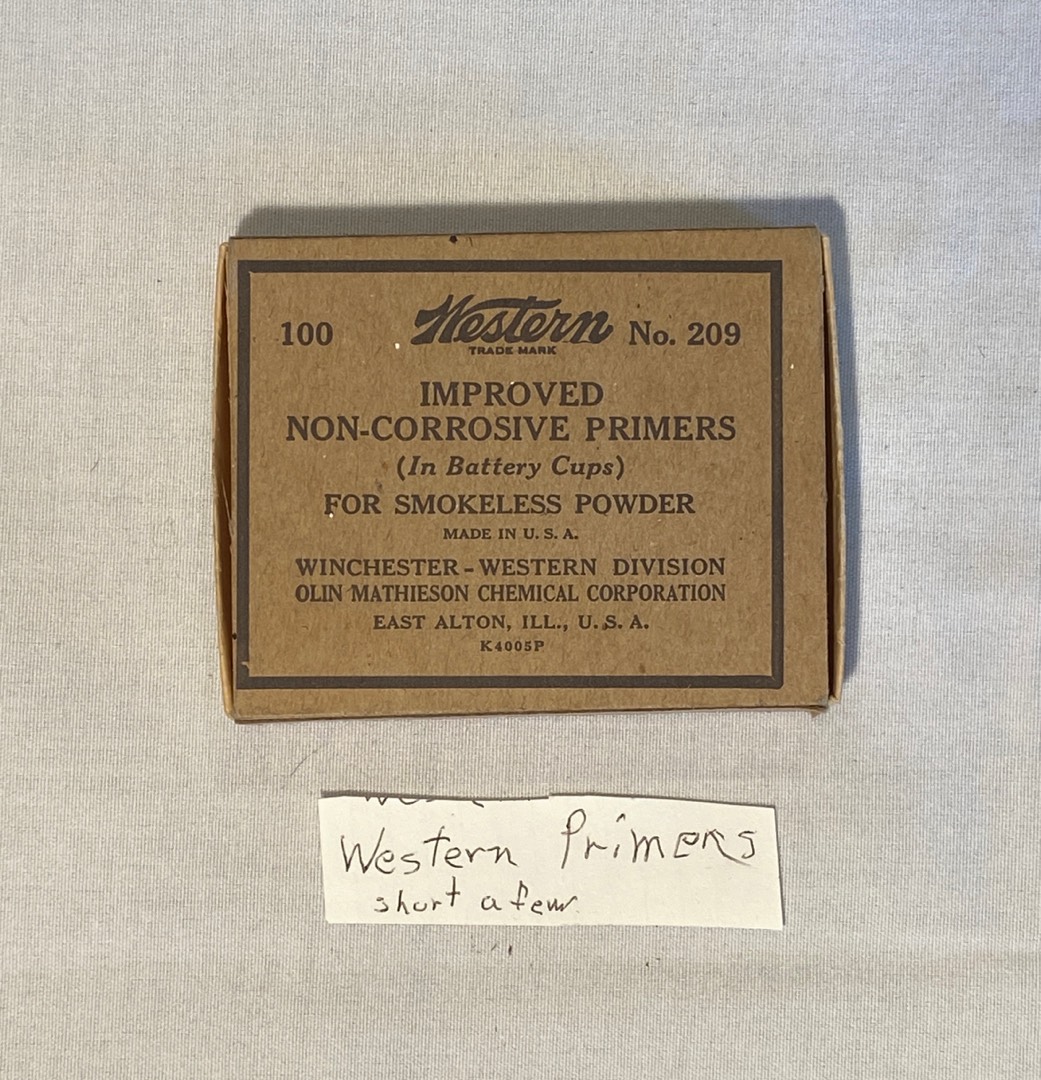 100 Western No. 209
TRADE MARK
IMPROVED
NON-CORROSIVE PRIMERS
(In Battery Cups)
FOR SMOKELESS POWDER
MADE IN U. S. A.
WINCHESTER-WESTERN DIVISION
OLIN MATHIESON CHEMICAL CORPORATION
EAST ALTON, ILL., U. S. A.
K4005P
Western Primers
short a few